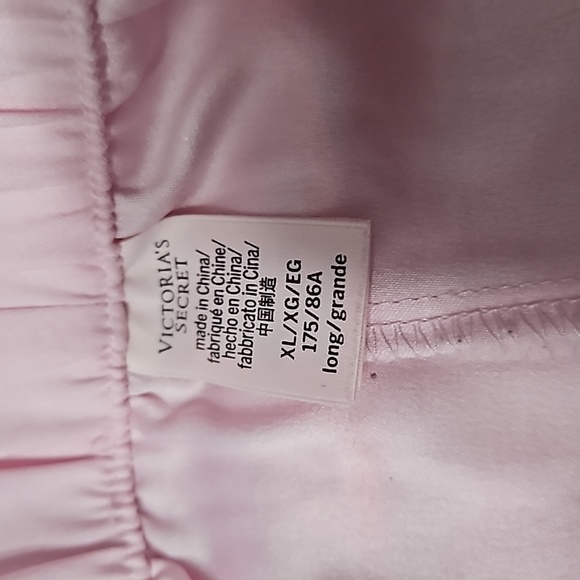 VICTORIA'S
SECRET
made in China/
fabriqué en Chine/
hecho en China/
fabbricato in Cina/
中国制造
XL/XG/EG
175/86A
long/grande